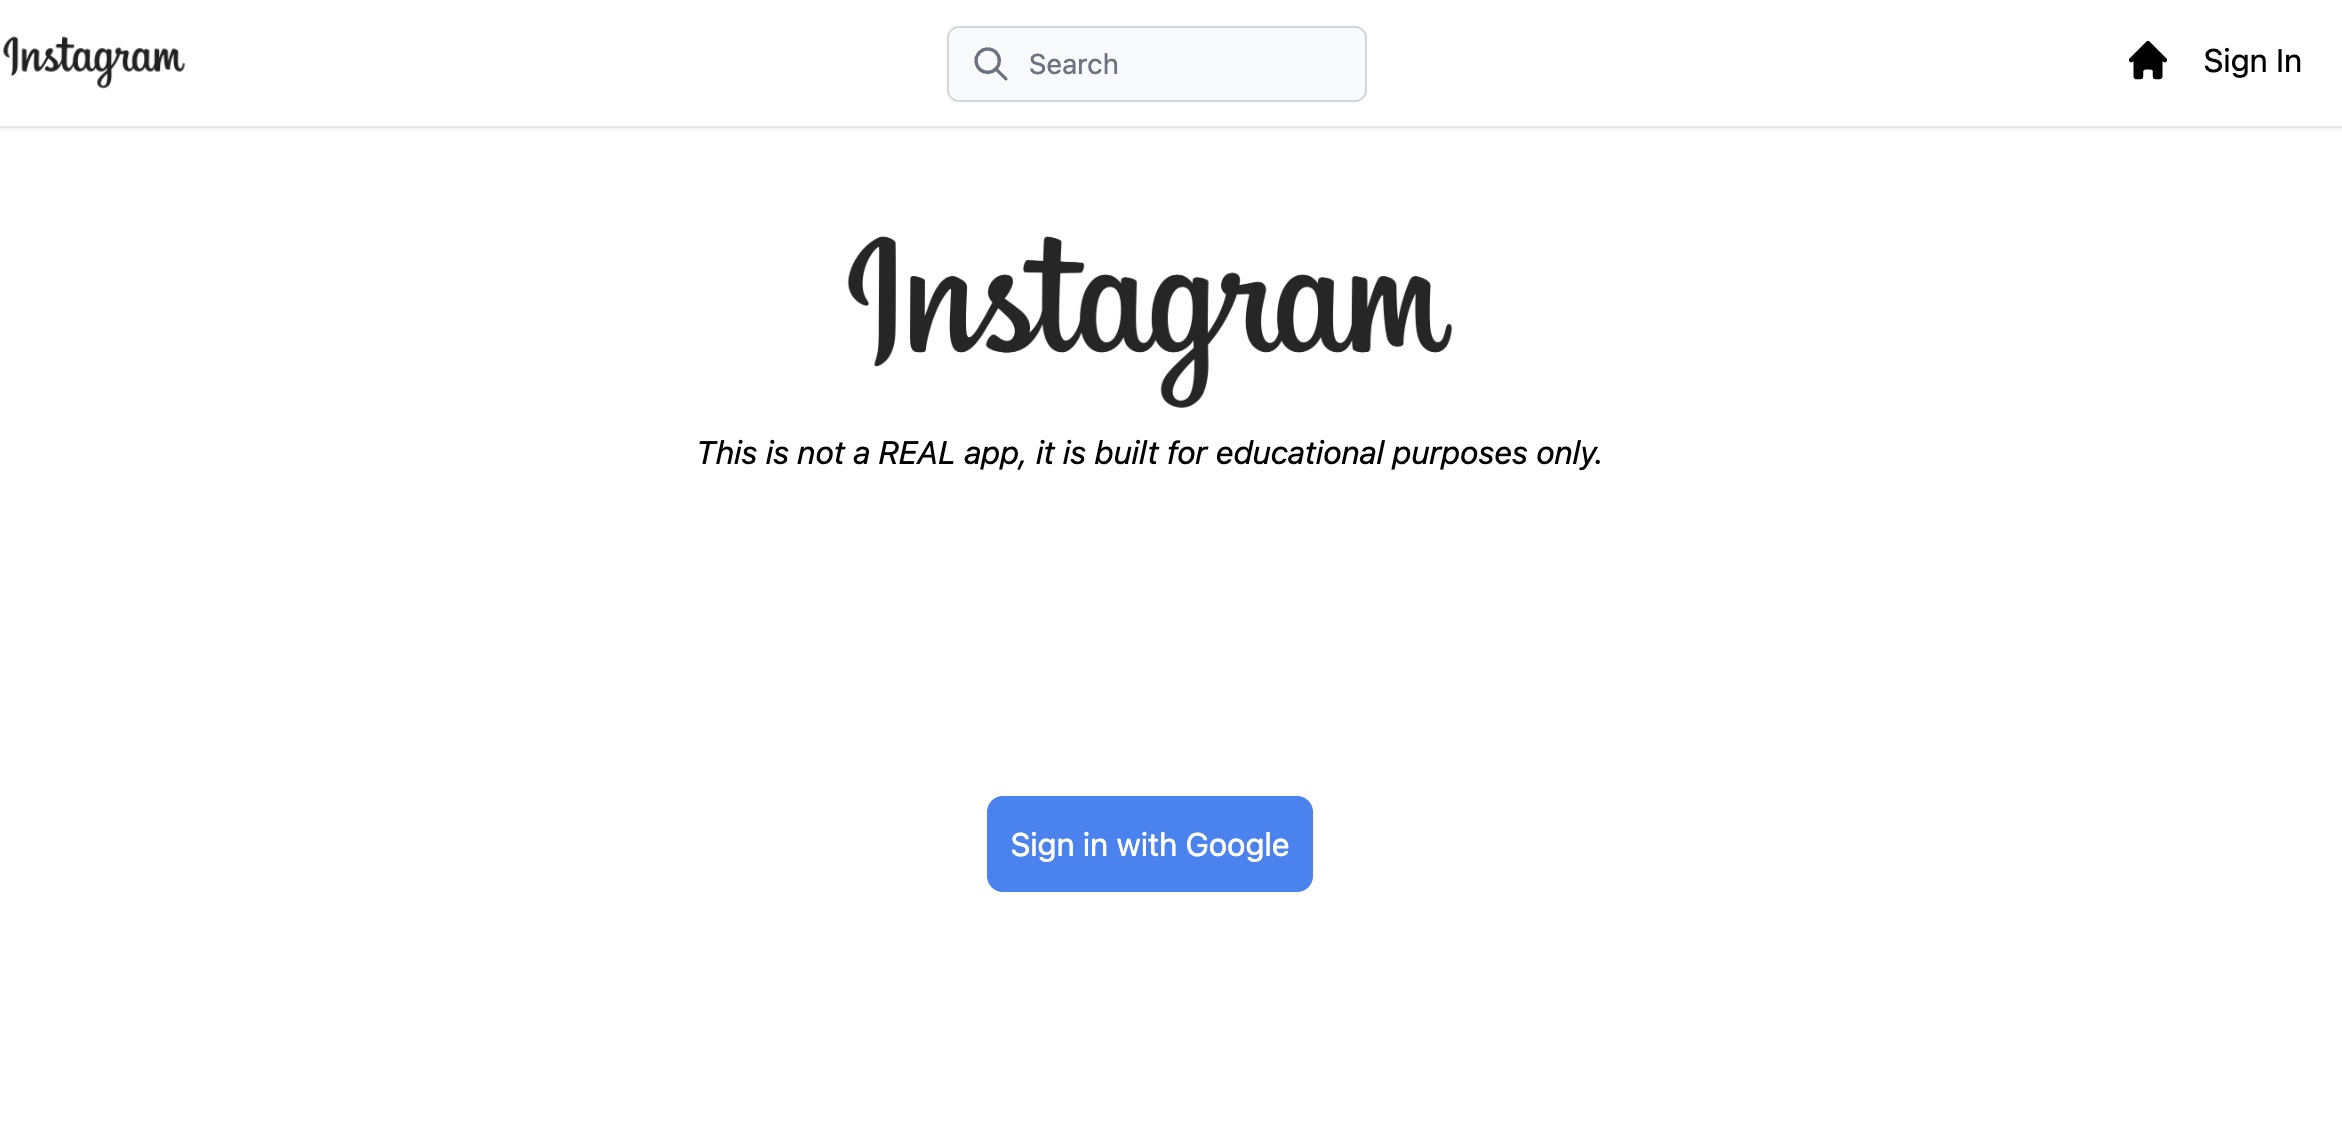 Instagram
Search
Sign In
Instagram
This is not a REAL app, it is built for educational purposes only.
Sign in with Google